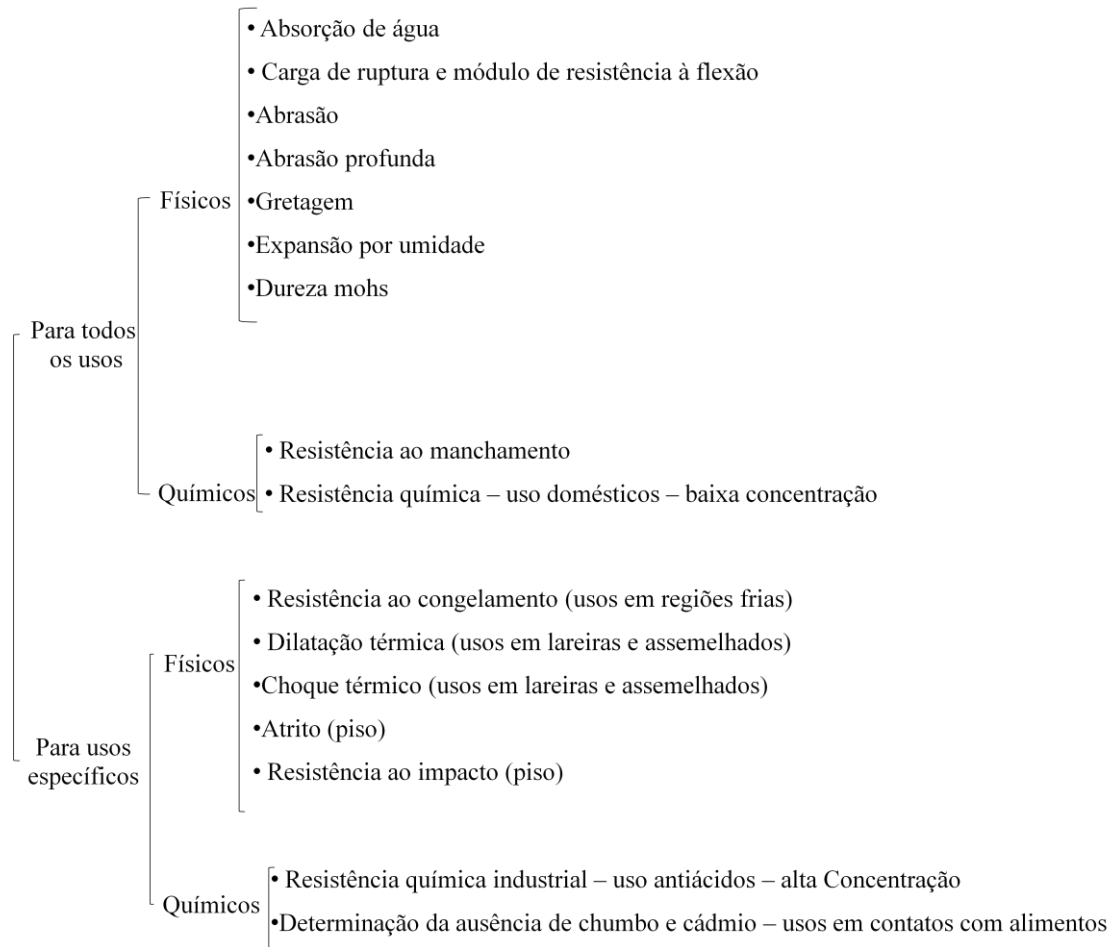 • Absorção de água
• Carga de ruptura e módulo de resistência à flexão
•Abrasão
•Abrasão profunda
Físicos
•Gretagem
•Expansão por umidade
•Dureza mohs
Para todos
os usos
• Resistência ao manchamento
Químicos
• Resistência química – uso domésticos – baixa concentração
• Resistência ao congelamento (usos em regiões frias)
• Dilatação térmica (usos em lareiras e assemelhados)
Físicos
•Choque térmico (usos em lareiras e assemelhados)
•Atrito (piso)
• Resistência ao impacto (piso)
Para usos
específicos
• Resistência química industrial – uso antiácidos – alta Concentração
Químicos
•Determinação da ausência de chumbo e cádmio – usos em contatos com alimentos